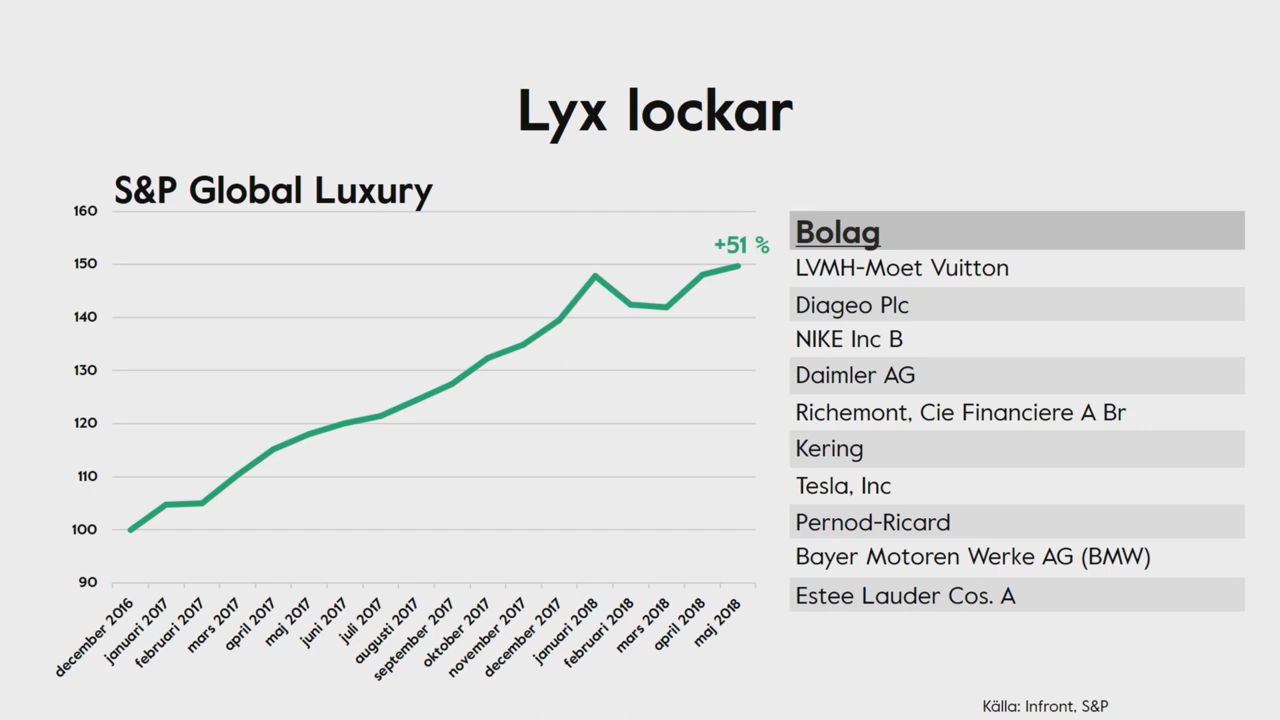 Lyx lockar
S&P Global Luxury
160
150
140
130
120
110
100
90
+51 %
december 2016
januari 2017
februari 2017
mars 2017
april 2017
maj 2017
juni 2017
juli 2017
augusti 2017
september 2017
oktober 2017
november 2017
december 2017
januari 2018
februari 2018
mars 2018
april 2018
maj 2018
Bolag
LVMH-Moet Vuitton
Diageo Plc
NIKE Inc B
Daimler AG
Richemont, Cie Financiere A Br
Kering
Tesla, Inc
Pernod-Ricard
Bayer Motoren Werke AG (BMW)
Estee Lauder Cos. A
Källa: Infront, S&P